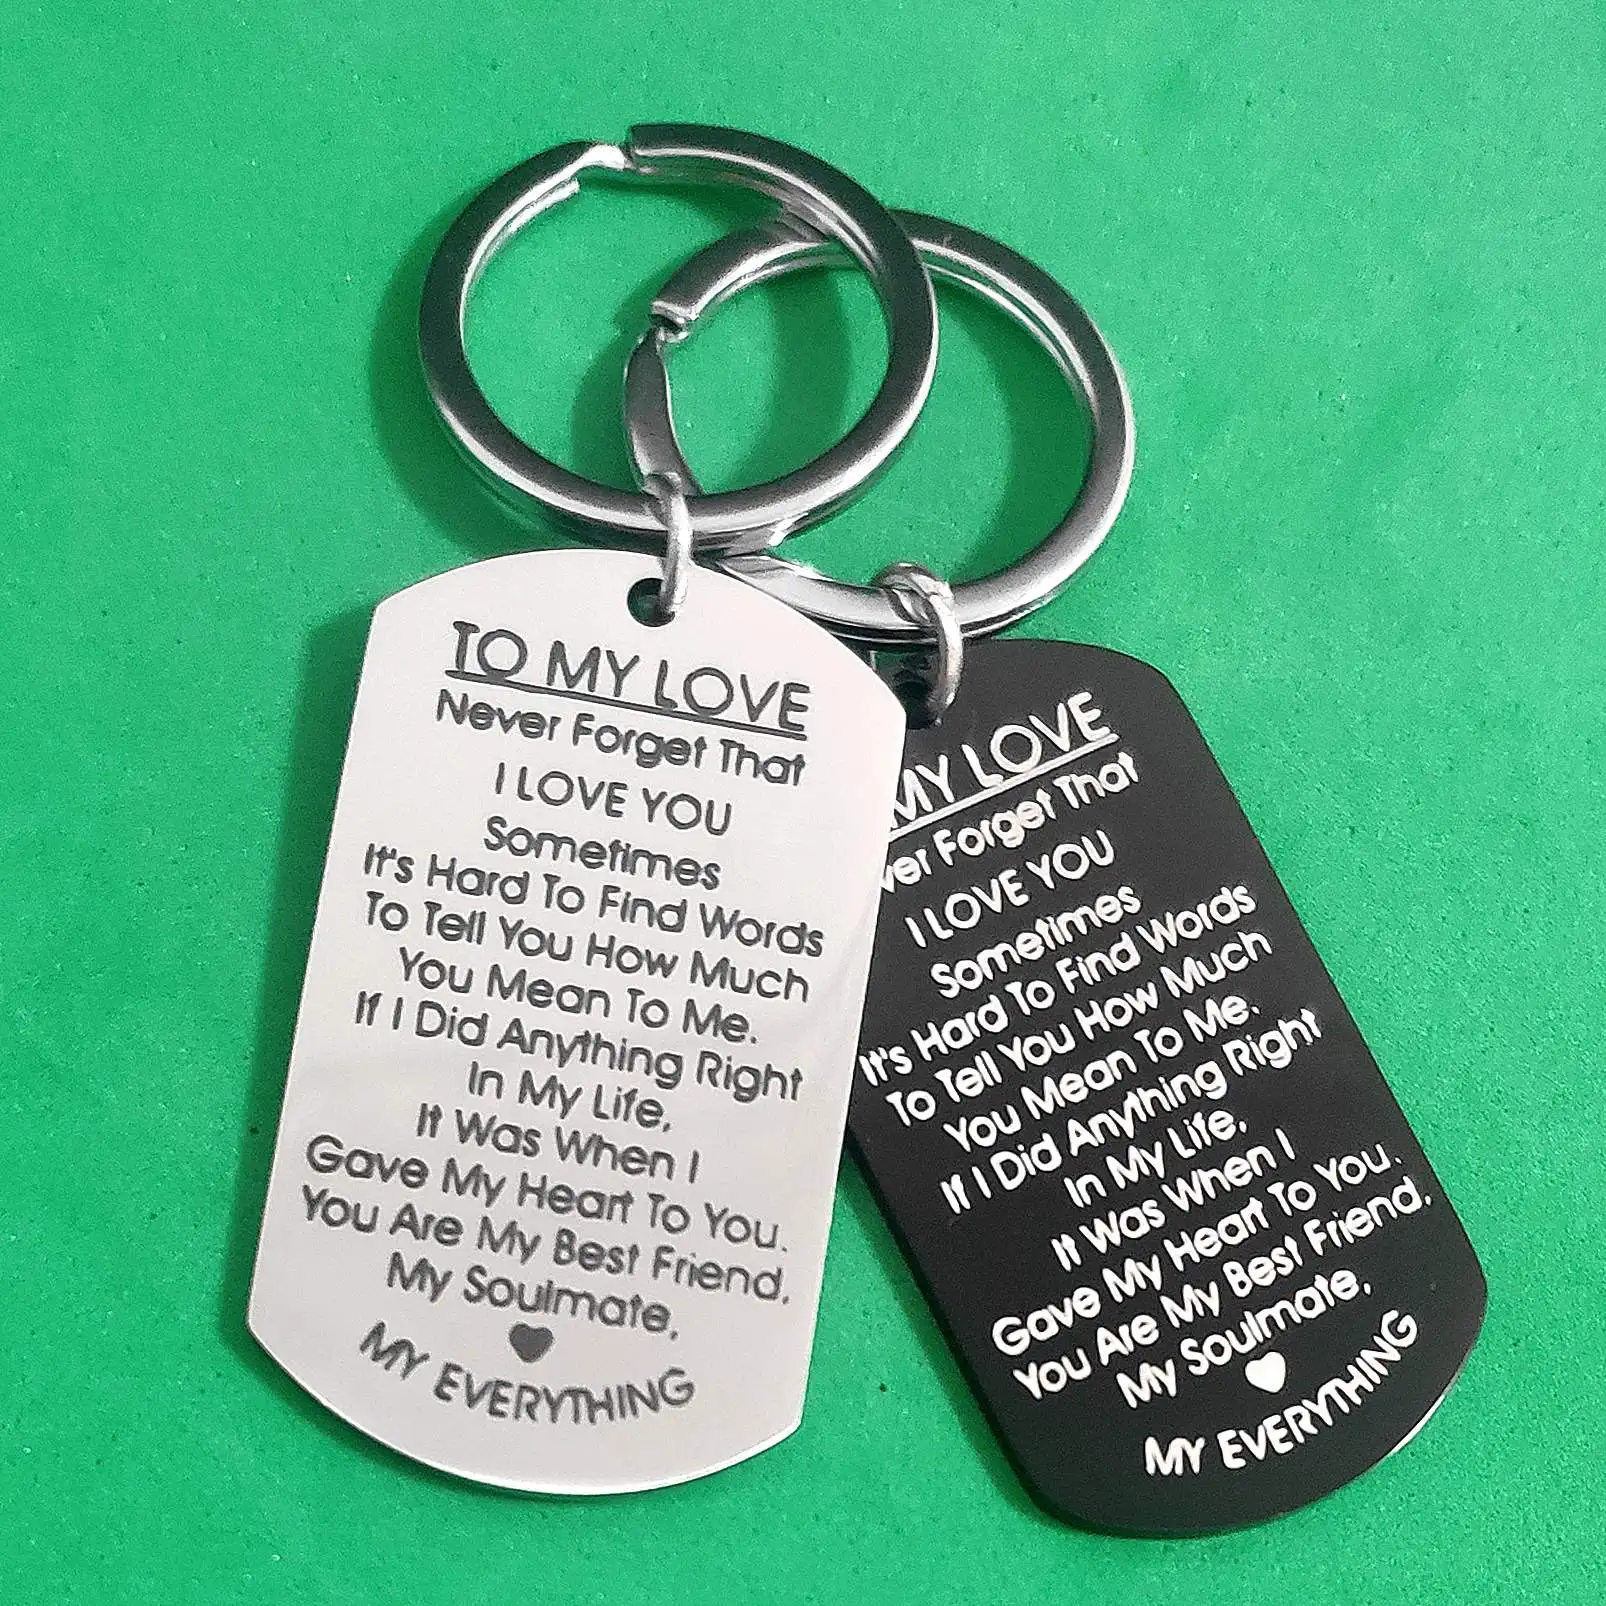 TO MY LOVE
Never Forget That
I LOVE YOU
Sometimes
It's Hard To Find Words
To Tell You How Much
You Mean To Me.
If I Did Anything Right
In My Life,
It Was When I
Gave My Heart To You.
You Are My Best Friend,
My Soulmate,
MY EVERYTHING
MY LOVE
ver Forget That
I LOVE YOU
Sometimes
It's Hard To Find Words
To Tell You How Much
You Mean To Me.
If I Did Anything Right
In My Life,
It Was When I
Gave My Heart To You.
You Are My Best Friend,
My Soulmate,
MY EVERYTHING